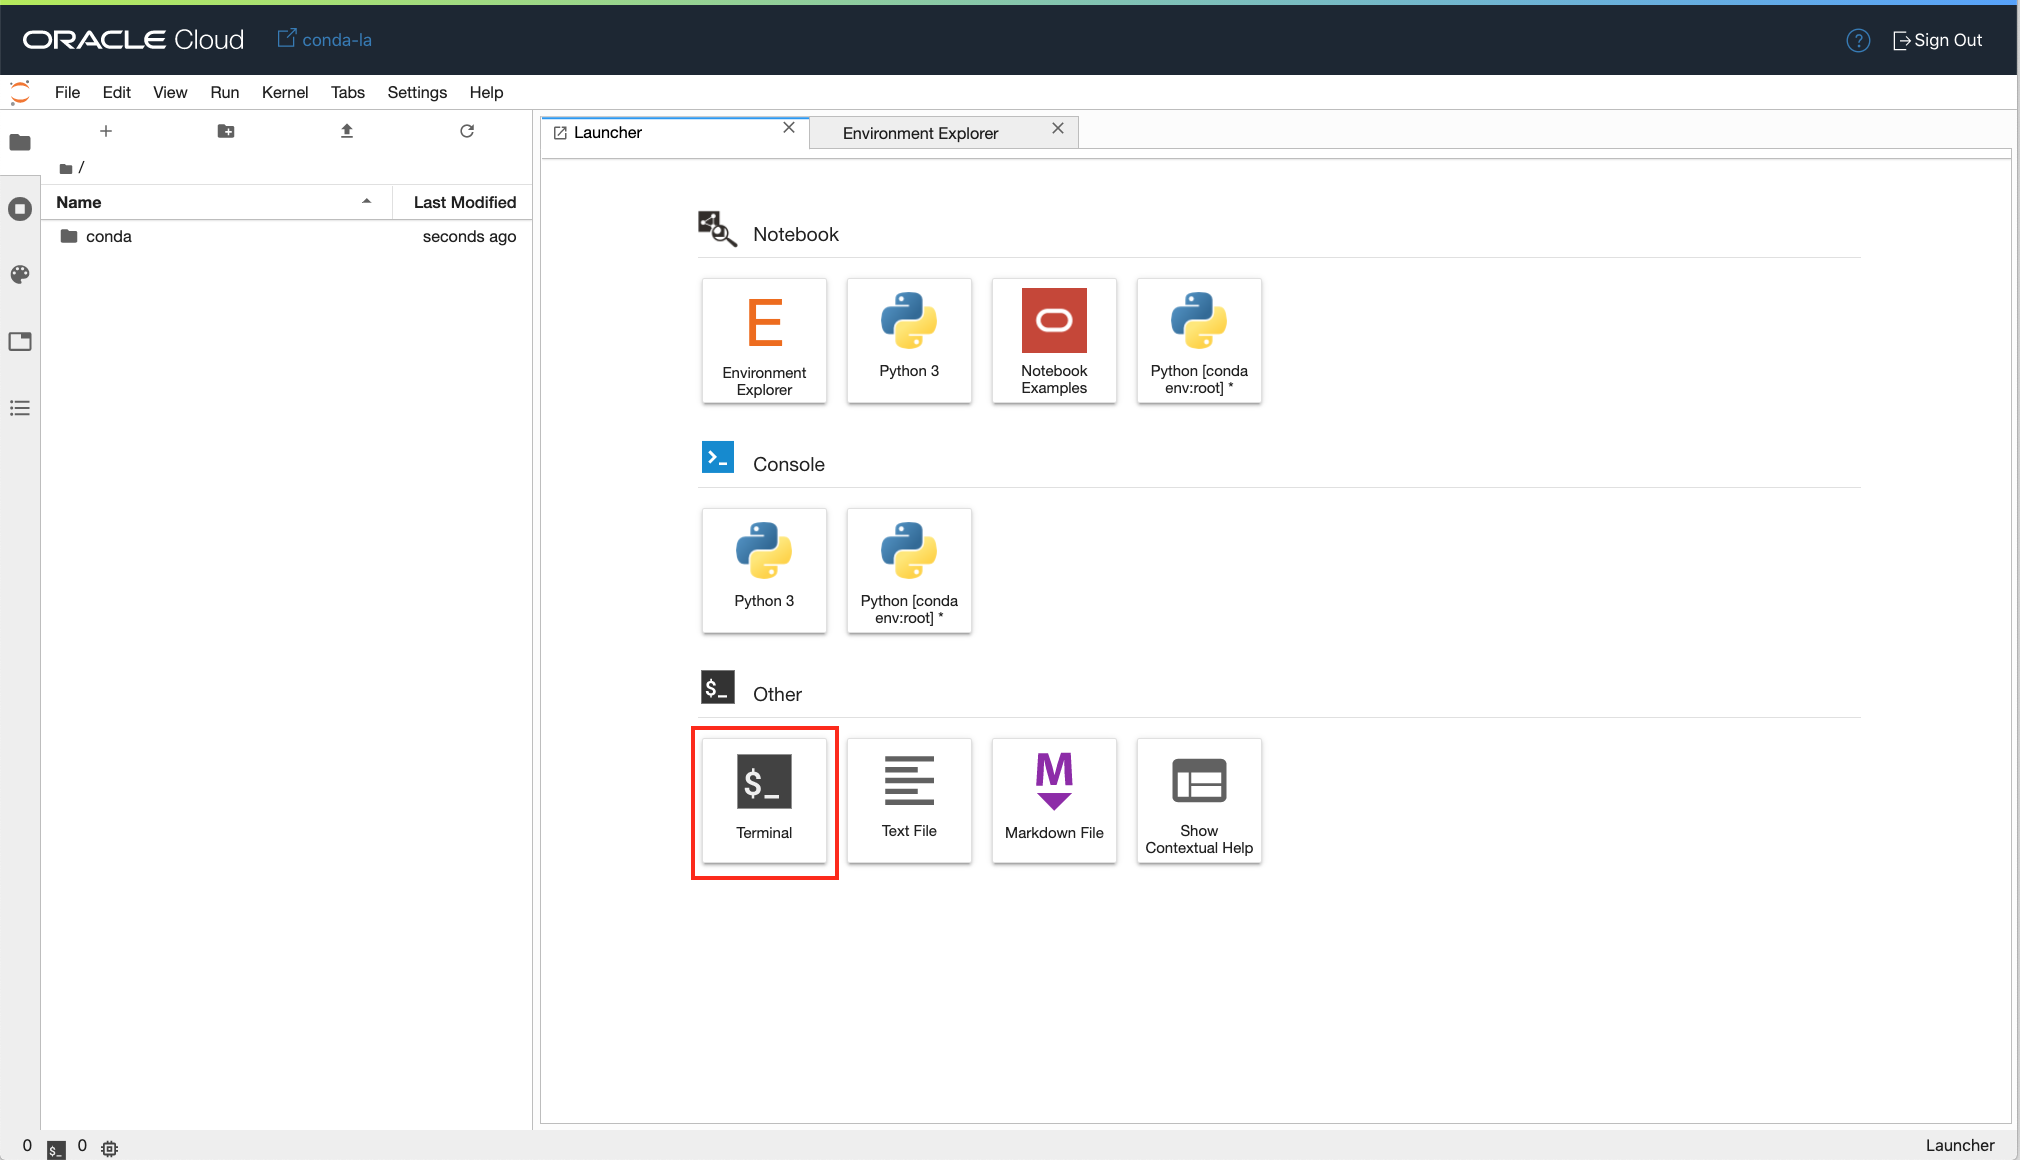 ORACLE Cloud conda-la ? Sign Out
File Edit View Run Kernel Tabs Settings Help
Launcher Environment Explorer
/
Name Last Modified
conda seconds ago
Notebook
E
Environment
Explorer
Python 3
Notebook
Examples
Python [conda
env:root] *
>_ Console
Python 3
Python [conda
env:root] *
$_ Other
$_
Terminal
Text File
M
Markdown File
Show
Contextual Help
0 $_ 0 Launcher